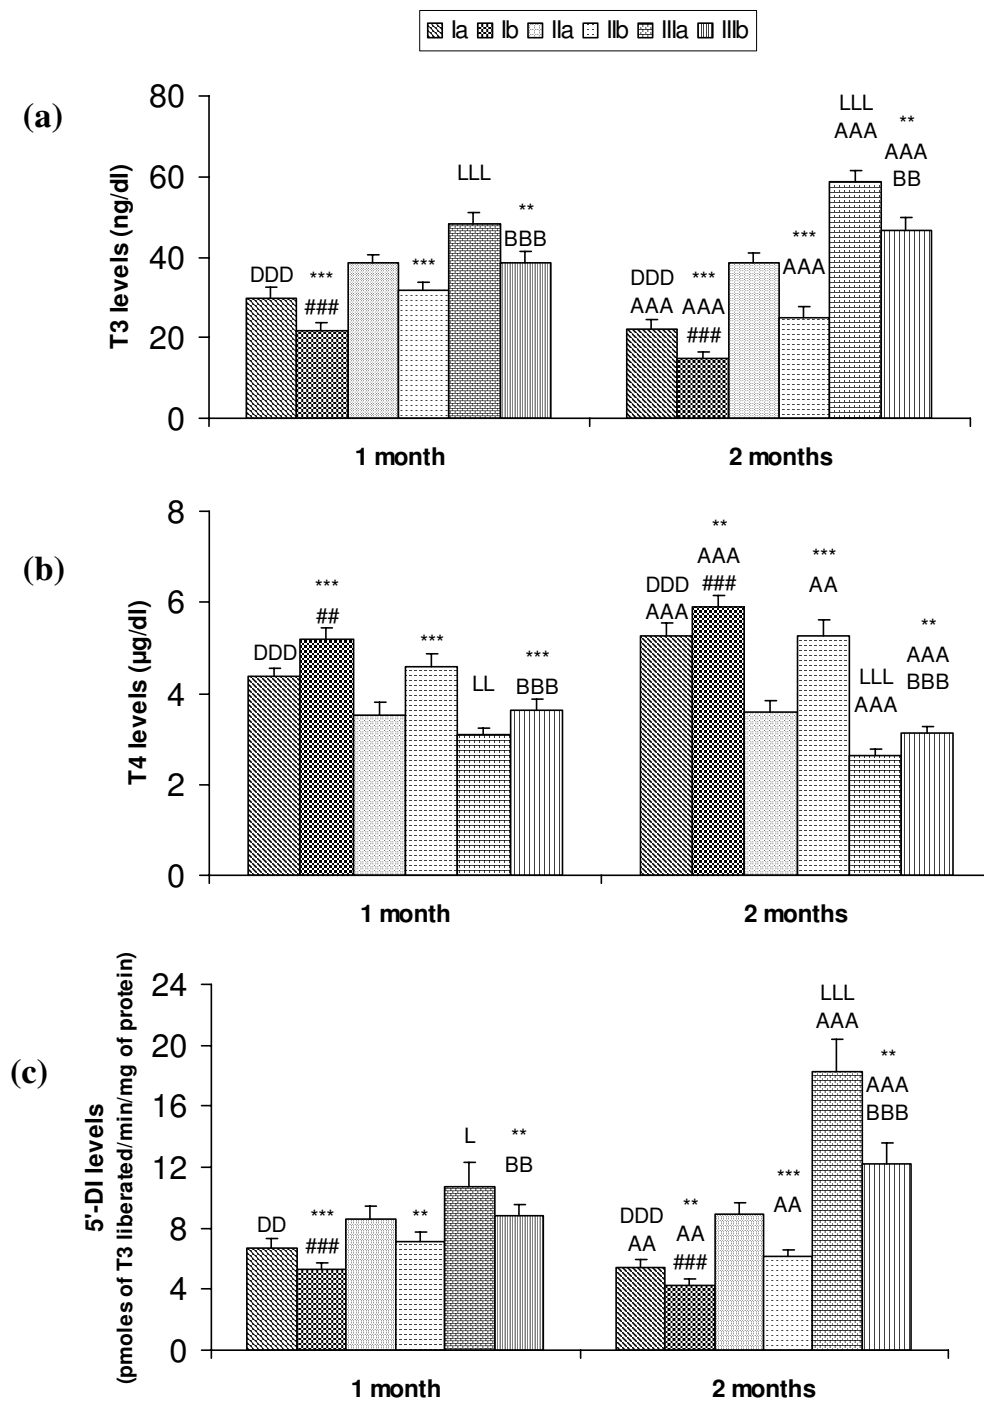 Ia Ib IIa IIb IIIa IIIb
(a)
T3 levels (ng/dl)
80
60
40
20
0
DDD
***
###
***
LLL
**
BBB
DDD
AAA
***
AAA
###
***
AAA
LLL
AAA
**
AAA
BB
1 month
2 months
(b)
T4 levels (µg/dl)
8
6
4
2
0
DDD
***
##
***
LL
***
BBB
DDD
AAA
**
AAA
###
***
AA
LLL
AAA
**
AAA
BBB
1 month
2 months
(c)
5'-DI levels
(pmoles of T3 liberated/min/mg of protein)
24
20
16
12
8
4
0
DD
***
###
**
L
**
BB
DDD
AA
**
AA
###
***
AA
LLL
AAA
**
AAA
BBB
1 month
2 months